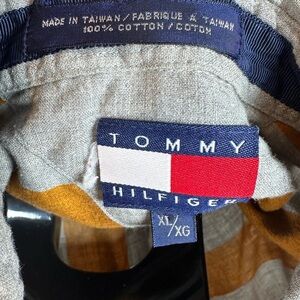 MADE IN TAIWAN / FABRIQUE À TAIWAN
100% COTTON / COTON
TOMMY
HILFIGER
XL/
XG